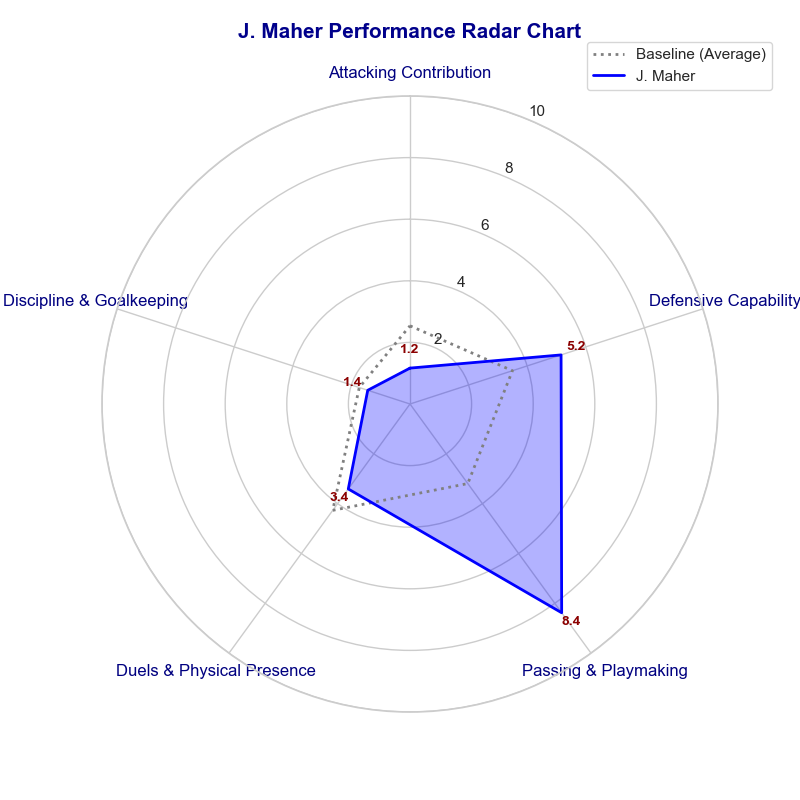 J. Maher Performance Radar Chart
Baseline (Average)
J. Maher
Attacking Contribution
10
8
6
4
2
Discipline & Goalkeeping
Defensive Capability
5.2
1.2
1.4
3.4
8.4
Duels & Physical Presence
Passing & Playmaking